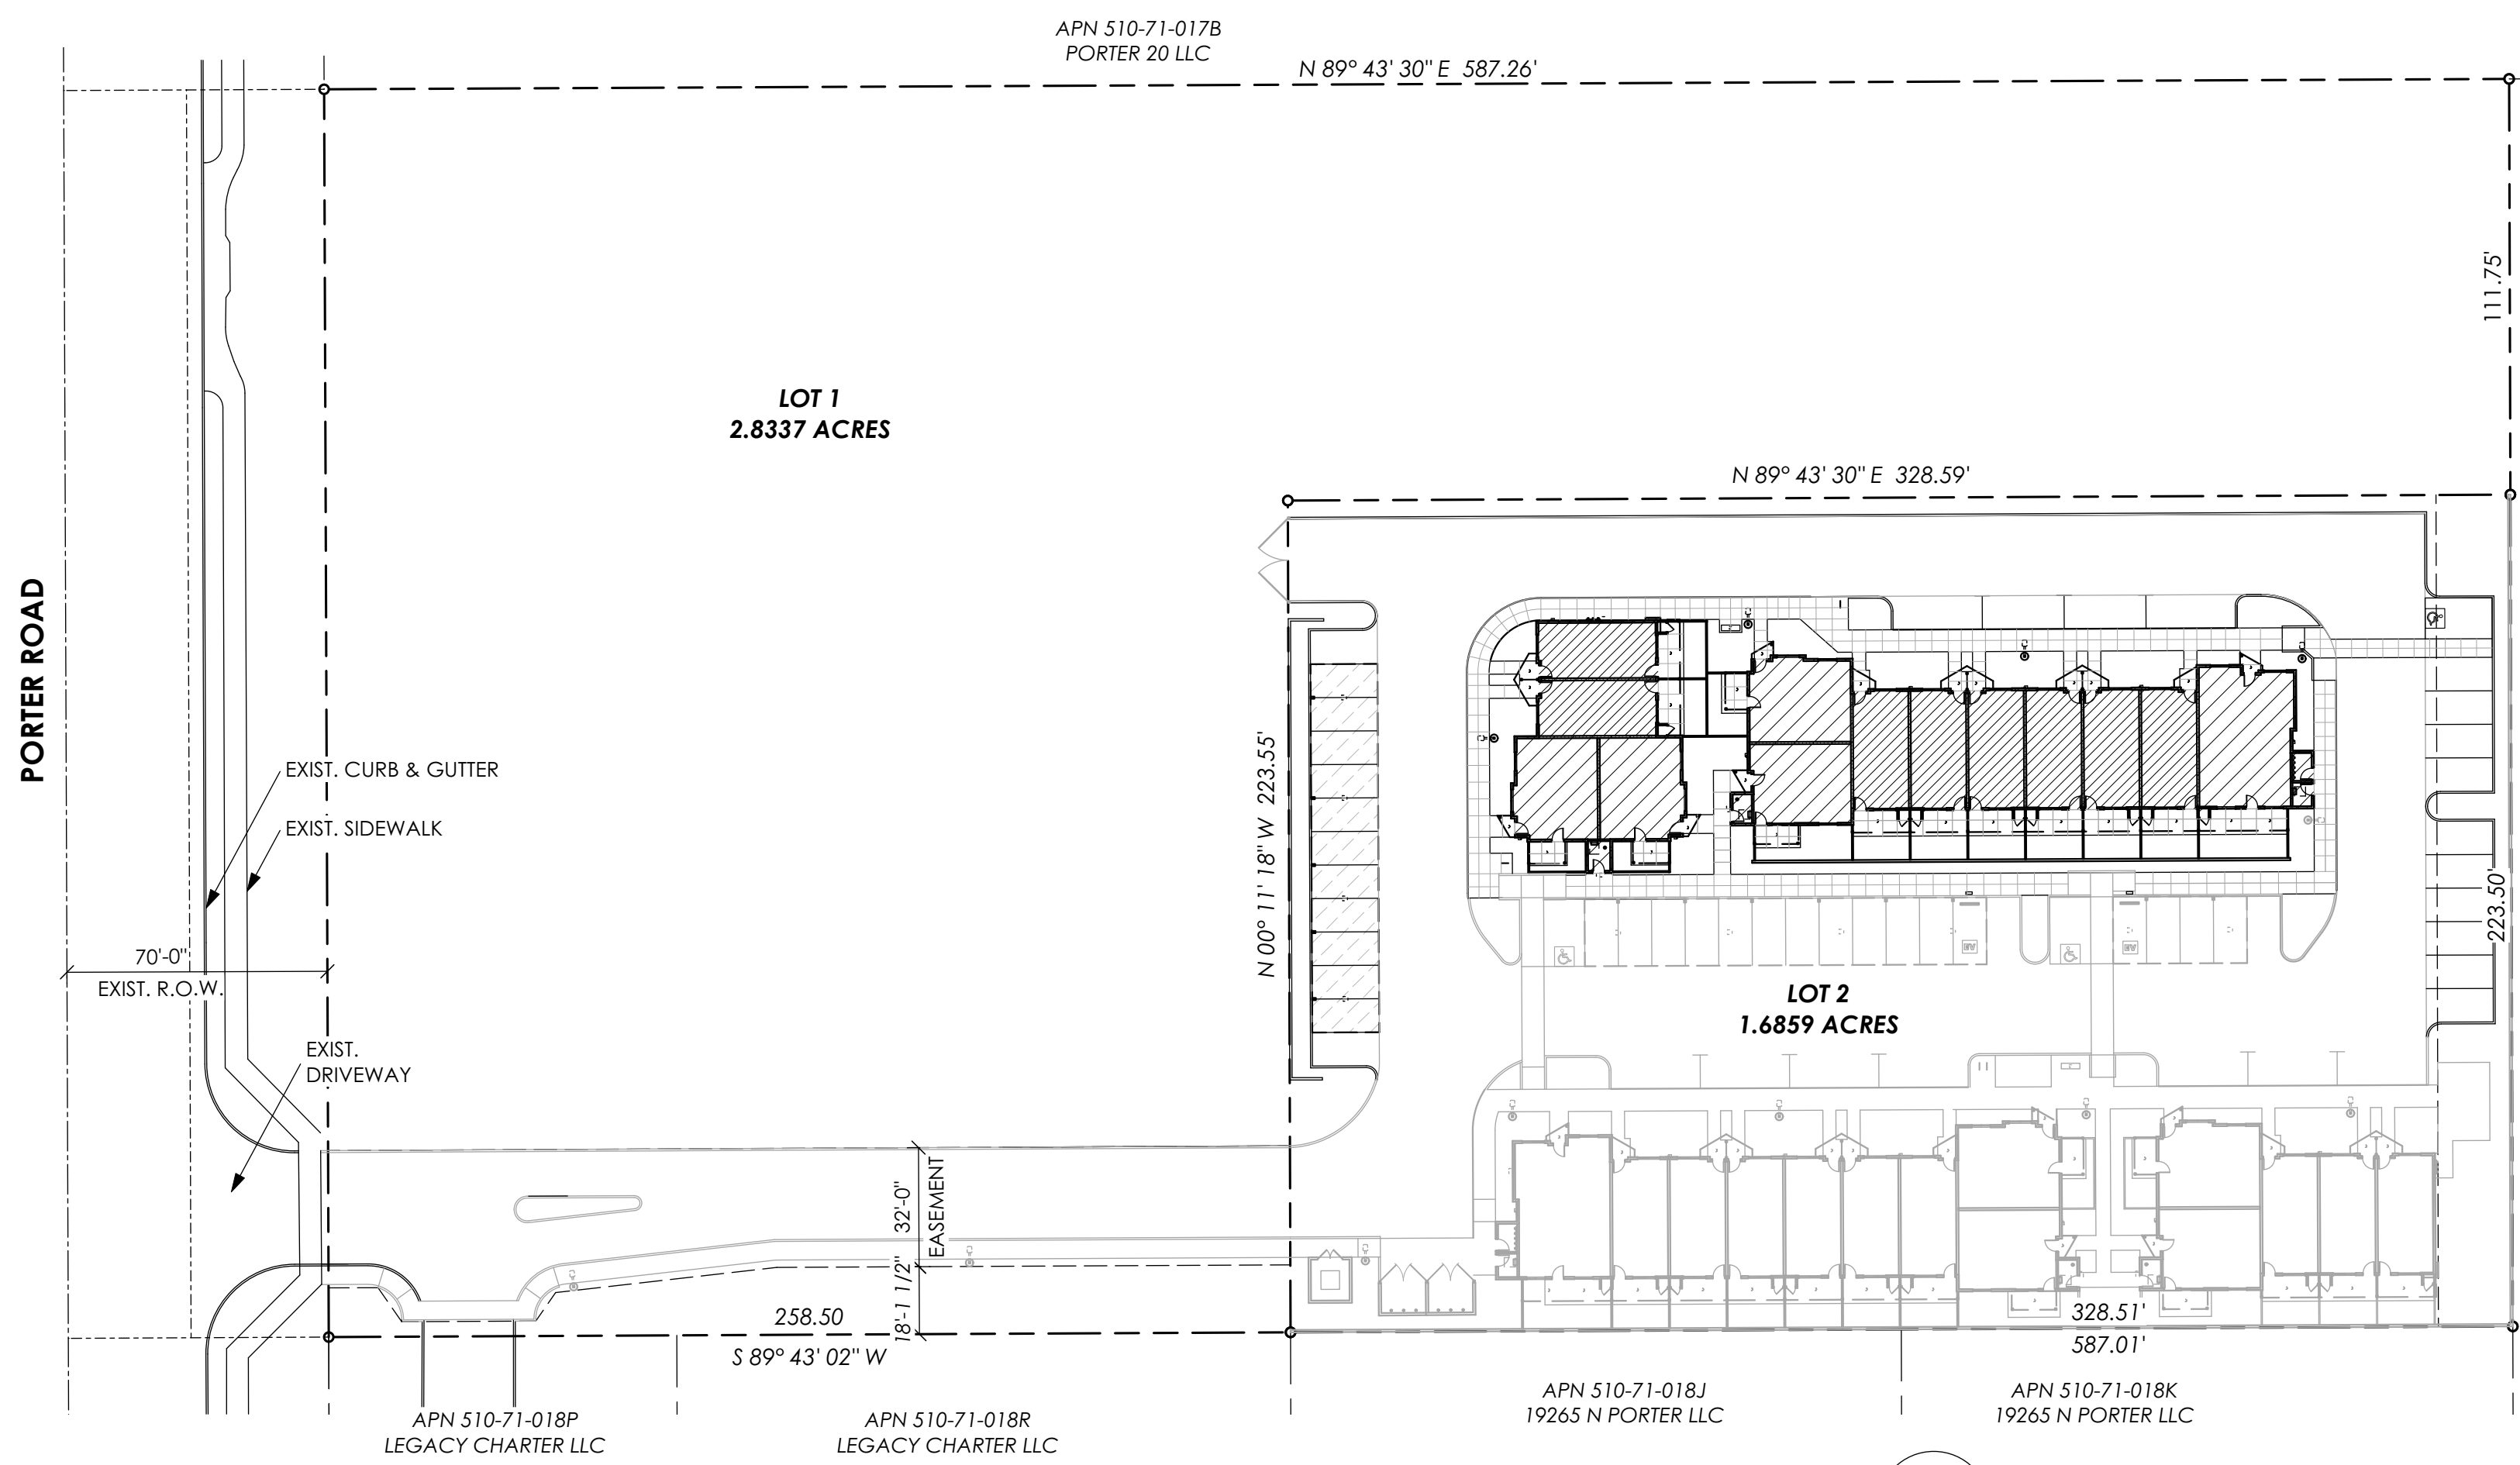 APN 510-71-017B
PORTER 20 LLC
N 89° 43' 30" E 587.26'
111.75'
LOT 1
2.8337 ACRES
N 89° 43' 30" E 328.59'
PORTER ROAD
N 00° 11' 18" W 223.55'
EXIST. CURB & GUTTER
EXIST. SIDEWALK
223.50'
70'-0"
EXIST. R.O.W.
EV
EV
LOT 2
1.6859 ACRES
EXIST.
DRIVEWAY
32'-0"
EASEMENT
18'-1 1/2"
258.50
S 89° 43' 02" W
328.51'
587.01'
APN 510-71-018J
19265 N PORTER LLC
APN 510-71-018K
19265 N PORTER LLC
APN 510-71-018P
LEGACY CHARTER LLC
APN 510-71-018R
LEGACY CHARTER LLC